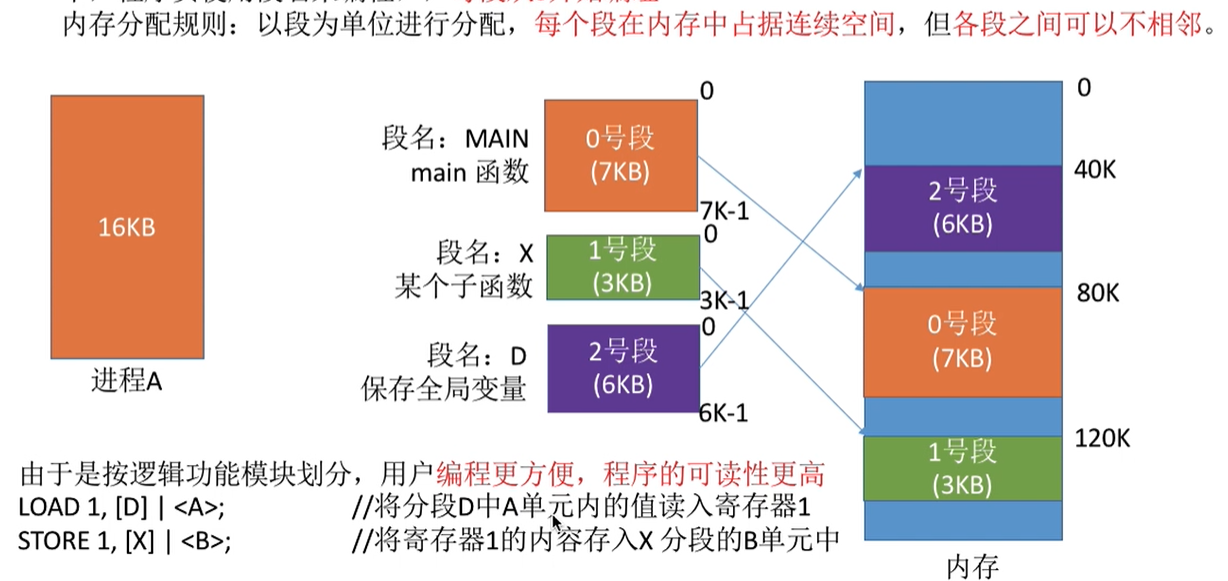 内存分配规则：以段为单位进行分配，每个段在内存中占据连续空间，但各段之间可以不相邻。
16KB
进程A
段名：MAIN
main 函数
0号段
(7KB)
0
7K-1
段名：X
某个子函数
1号段
(3KB)
0
3K-1
段名：D
保存全局变量
2号段
(6KB)
0
6K-1
0
40K
2号段
(6KB)
80K
0号段
(7KB)
120K
1号段
(3KB)
内存
由于是按逻辑功能模块划分，用户编程更方便，程序的可读性更高
LOAD 1, [D] | <A>; //将分段D中A单元内的值读入寄存器1
STORE 1, [X] | <B>; //将寄存器1的内容存入X 分段的B单元中